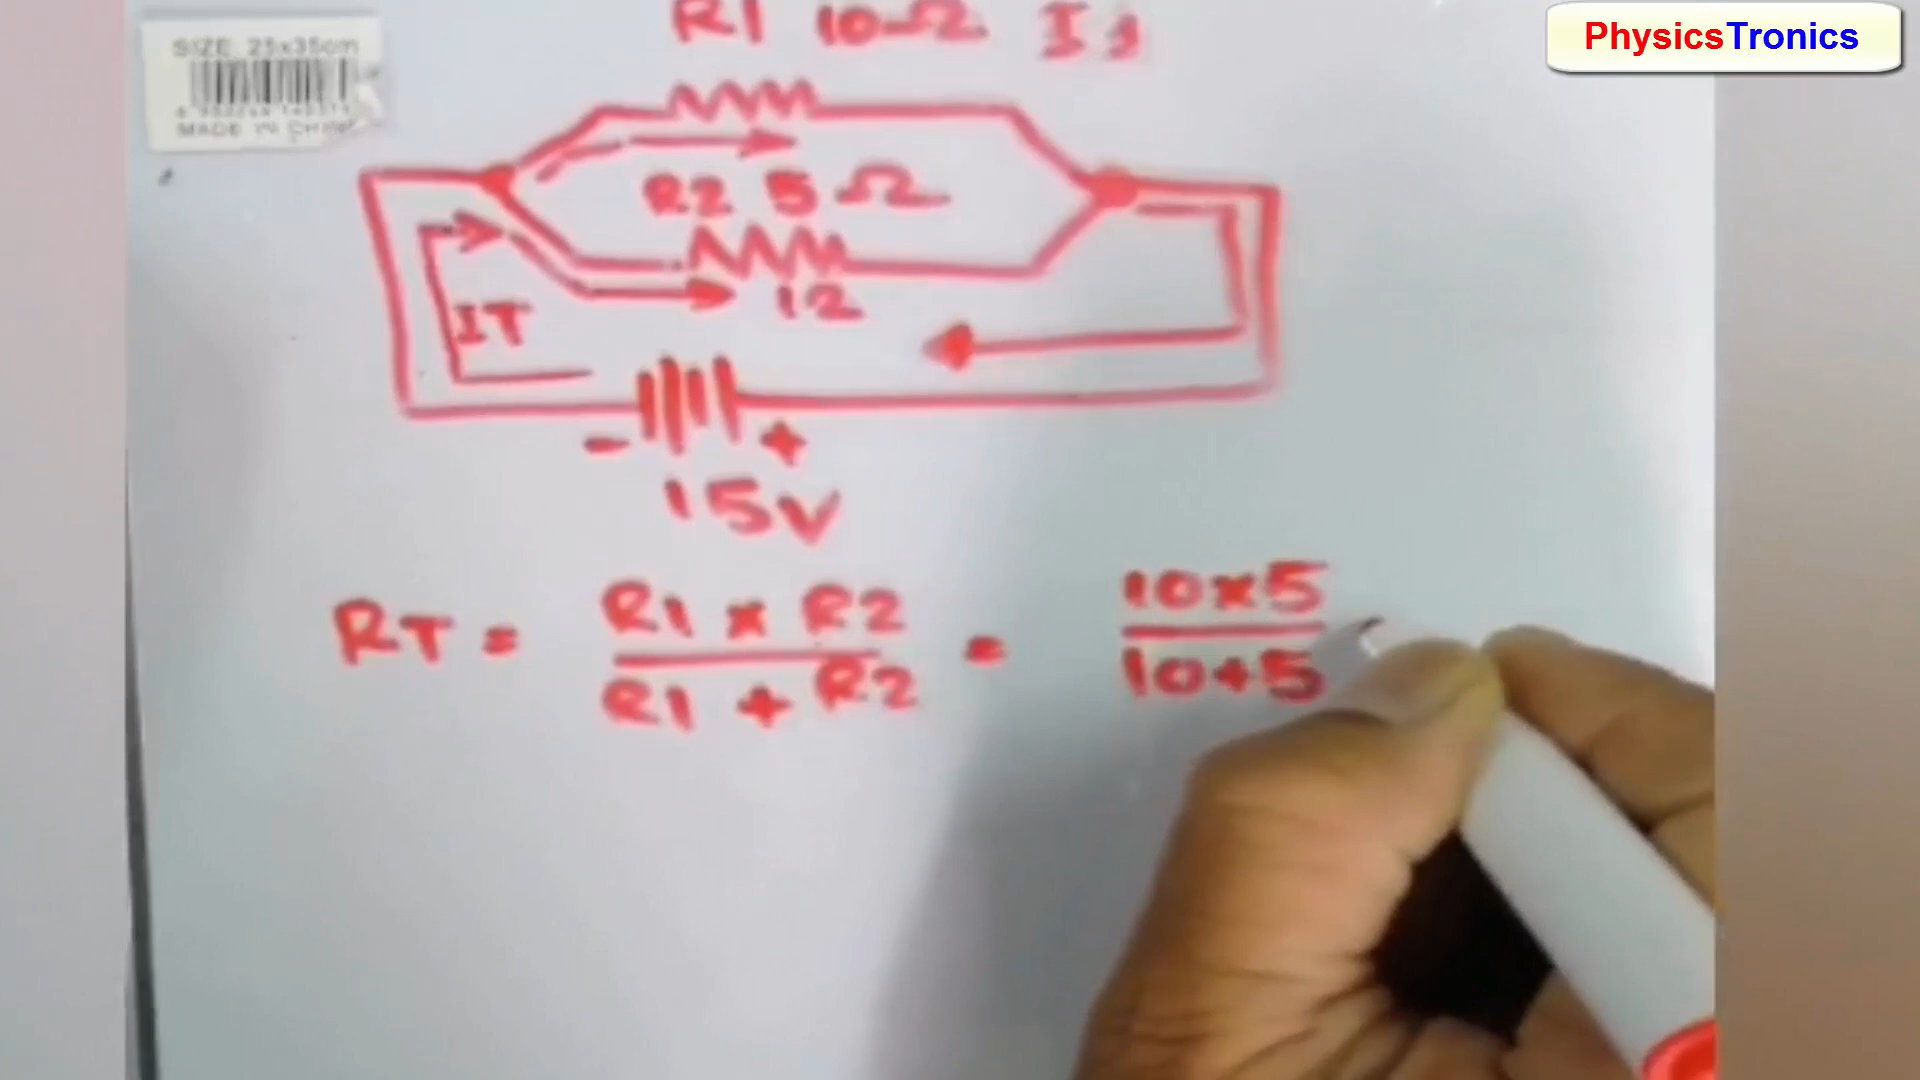 PhysicsTronics
SIZE 25x35cm
MADE IN CHINA
R1 10Ω I1
R2 5Ω
I2
IT
- +
15V
RT = R1 x R2 / R1 + R2 = 10x5 / 10+5